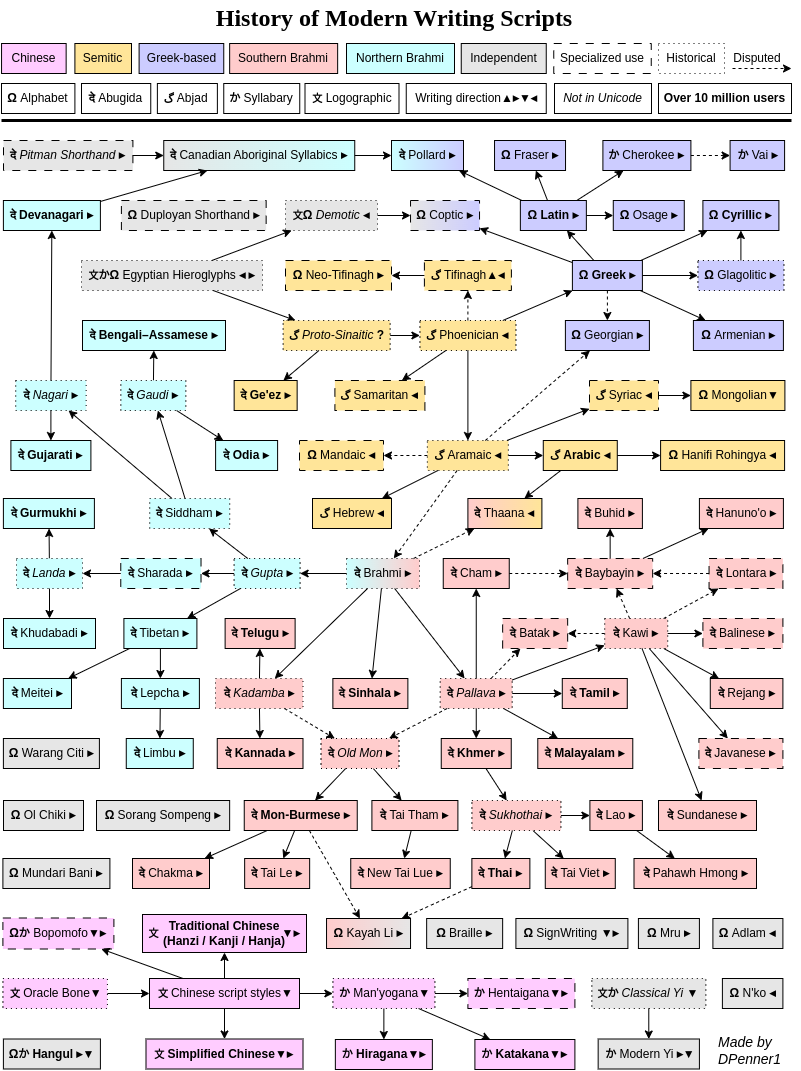 History of Modern Writing Scripts
Chinese Semitic Greek-based Southern Brahmi Northern Brahmi Independent Specialized use Historical Disputed
Ω Alphabet दे Abugida گ Abjad か Syllabary 文 Logographic Writing direction▲►▼◄ Not in Unicode Over 10 million users
दे Pitman Shorthand ► दे Canadian Aboriginal Syllabics ► दे Pollard ► Ω Fraser ► か Cherokee ► か Vai ►
दे Devanagari ► Ω Duployan Shorthand ► 文Ω Demotic ◄ Ω Coptic ► Ω Latin ► Ω Osage ► Ω Cyrillic ►
文かΩ Egyptian Hieroglyphs ◄► Ω Neo-Tifinagh ► گ Tifinagh▲◄ Ω Greek ► Ω Glagolitic ►
दे Bengali–Assamese ► گ Proto-Sinaitic ? گ Phoenician ◄ Ω Georgian ► Ω Armenian ►
दे Nagari ► दे Gaudi ► گ Ge'ez ► گ Samaritan ◄ گ Syriac ◄ Ω Mongolian▼
दे Gujarati ► दे Odia ► Ω Mandaic ◄ گ Aramaic ◄ گ Arabic ◄ Ω Hanifi Rohingya ◄
दे Gurmukhi ► दे Siddham ► گ Hebrew ◄ दे Thaana ◄ दे Buhid ► दे Hanuno'o ►
दे Landa ► दे Sharada ► दे Gupta ► दे Brahmi ► दे Cham ► दे Baybayin ► दे Lontara ►
दे Khudabadi ► दे Tibetan ► दे Telugu ► दे Batak ► दे Kawi ► दे Balinese ►
दे Meitei ► दे Lepcha ► दे Kadamba ► दे Sinhala ► दे Pallava ► दे Tamil ► दे Rejang ►
Ω Warang Citi ► दे Limbu ► दे Kannada ► दे Old Mon ► दे Khmer ► दे Malayalam ► दे Javanese ►
Ω Ol Chiki ► Ω Sorang Sompeng ► दे Mon-Burmese ► दे Tai Tham ► दे Sukhothai ► दे Lao ► दे Sundanese ►
Ω Mundari Bani ► दे Chakma ► दे Tai Le ► दे New Tai Lue ► दे Thai ► दे Tai Viet ► दे Pahawh Hmong ►
Ωか Bopomofo▼► 文 Traditional Chinese (Hanzi / Kanji / Hanja) ▼► Ω Kayah Li ► Ω Braille ► Ω SignWriting ▼► Ω Mru ► Ω Adlam ◄
文 Oracle Bone▼ 文 Chinese script styles▼ か Man'yogana▼ か Hentaigana▼► 文か Classical Yi ▼ Ω N'ko ◄
Ωか Hangul ►▼ 文 Simplified Chinese▼► か Hiragana▼► か Katakana▼► か Modern Yi ►▼ Made by
DPenner1